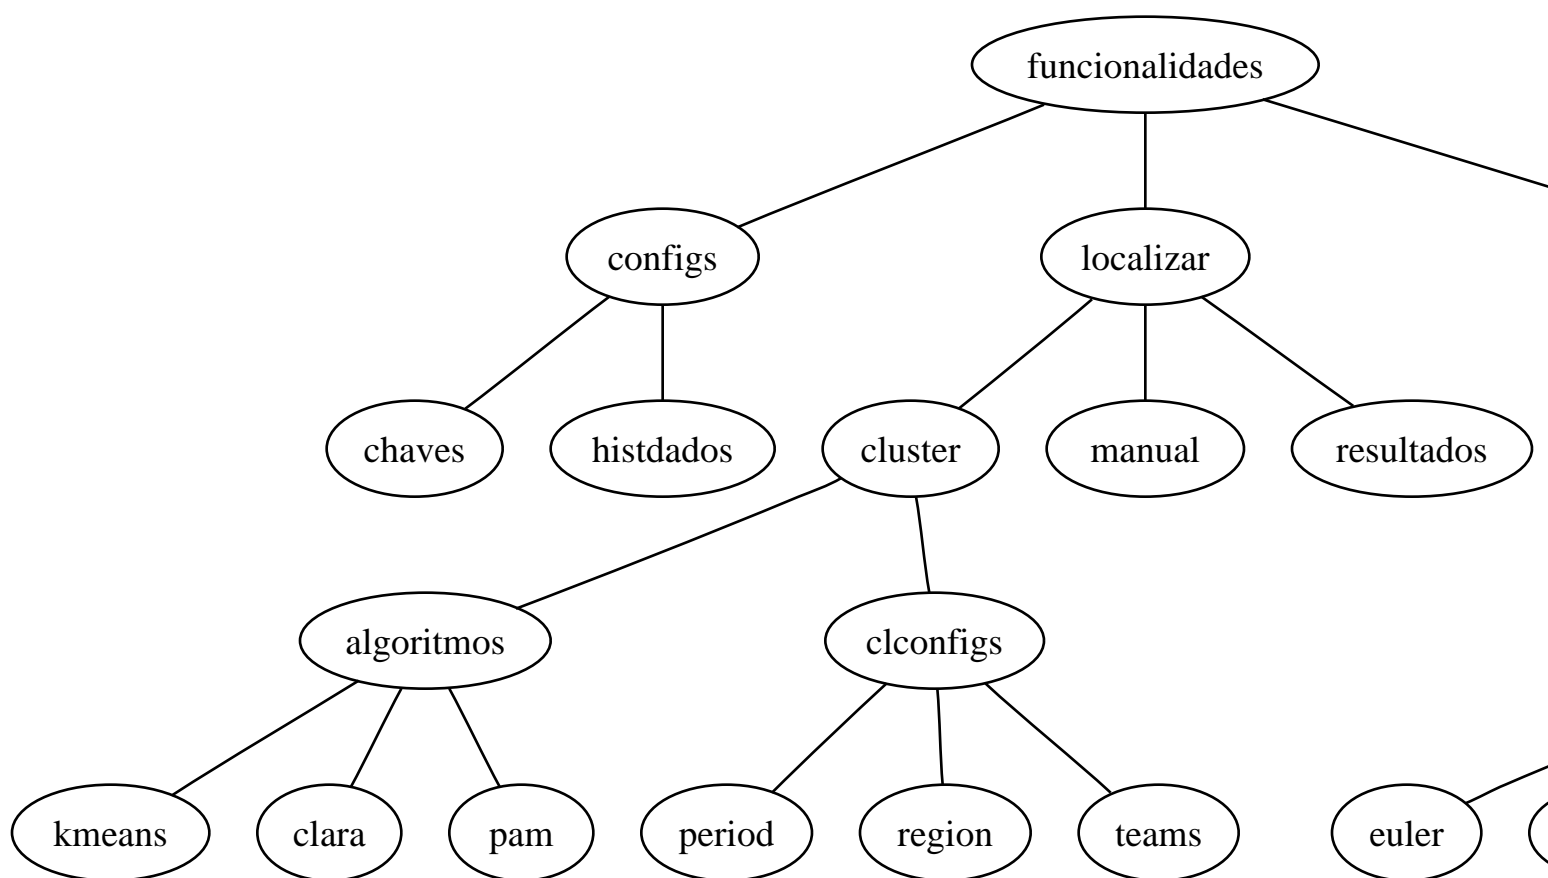 funcionalidades
configs
localizar
chaves
histdados
cluster
manual
resultados
algoritmos
clconfigs
kmeans
clara
pam
period
region
teams
euler